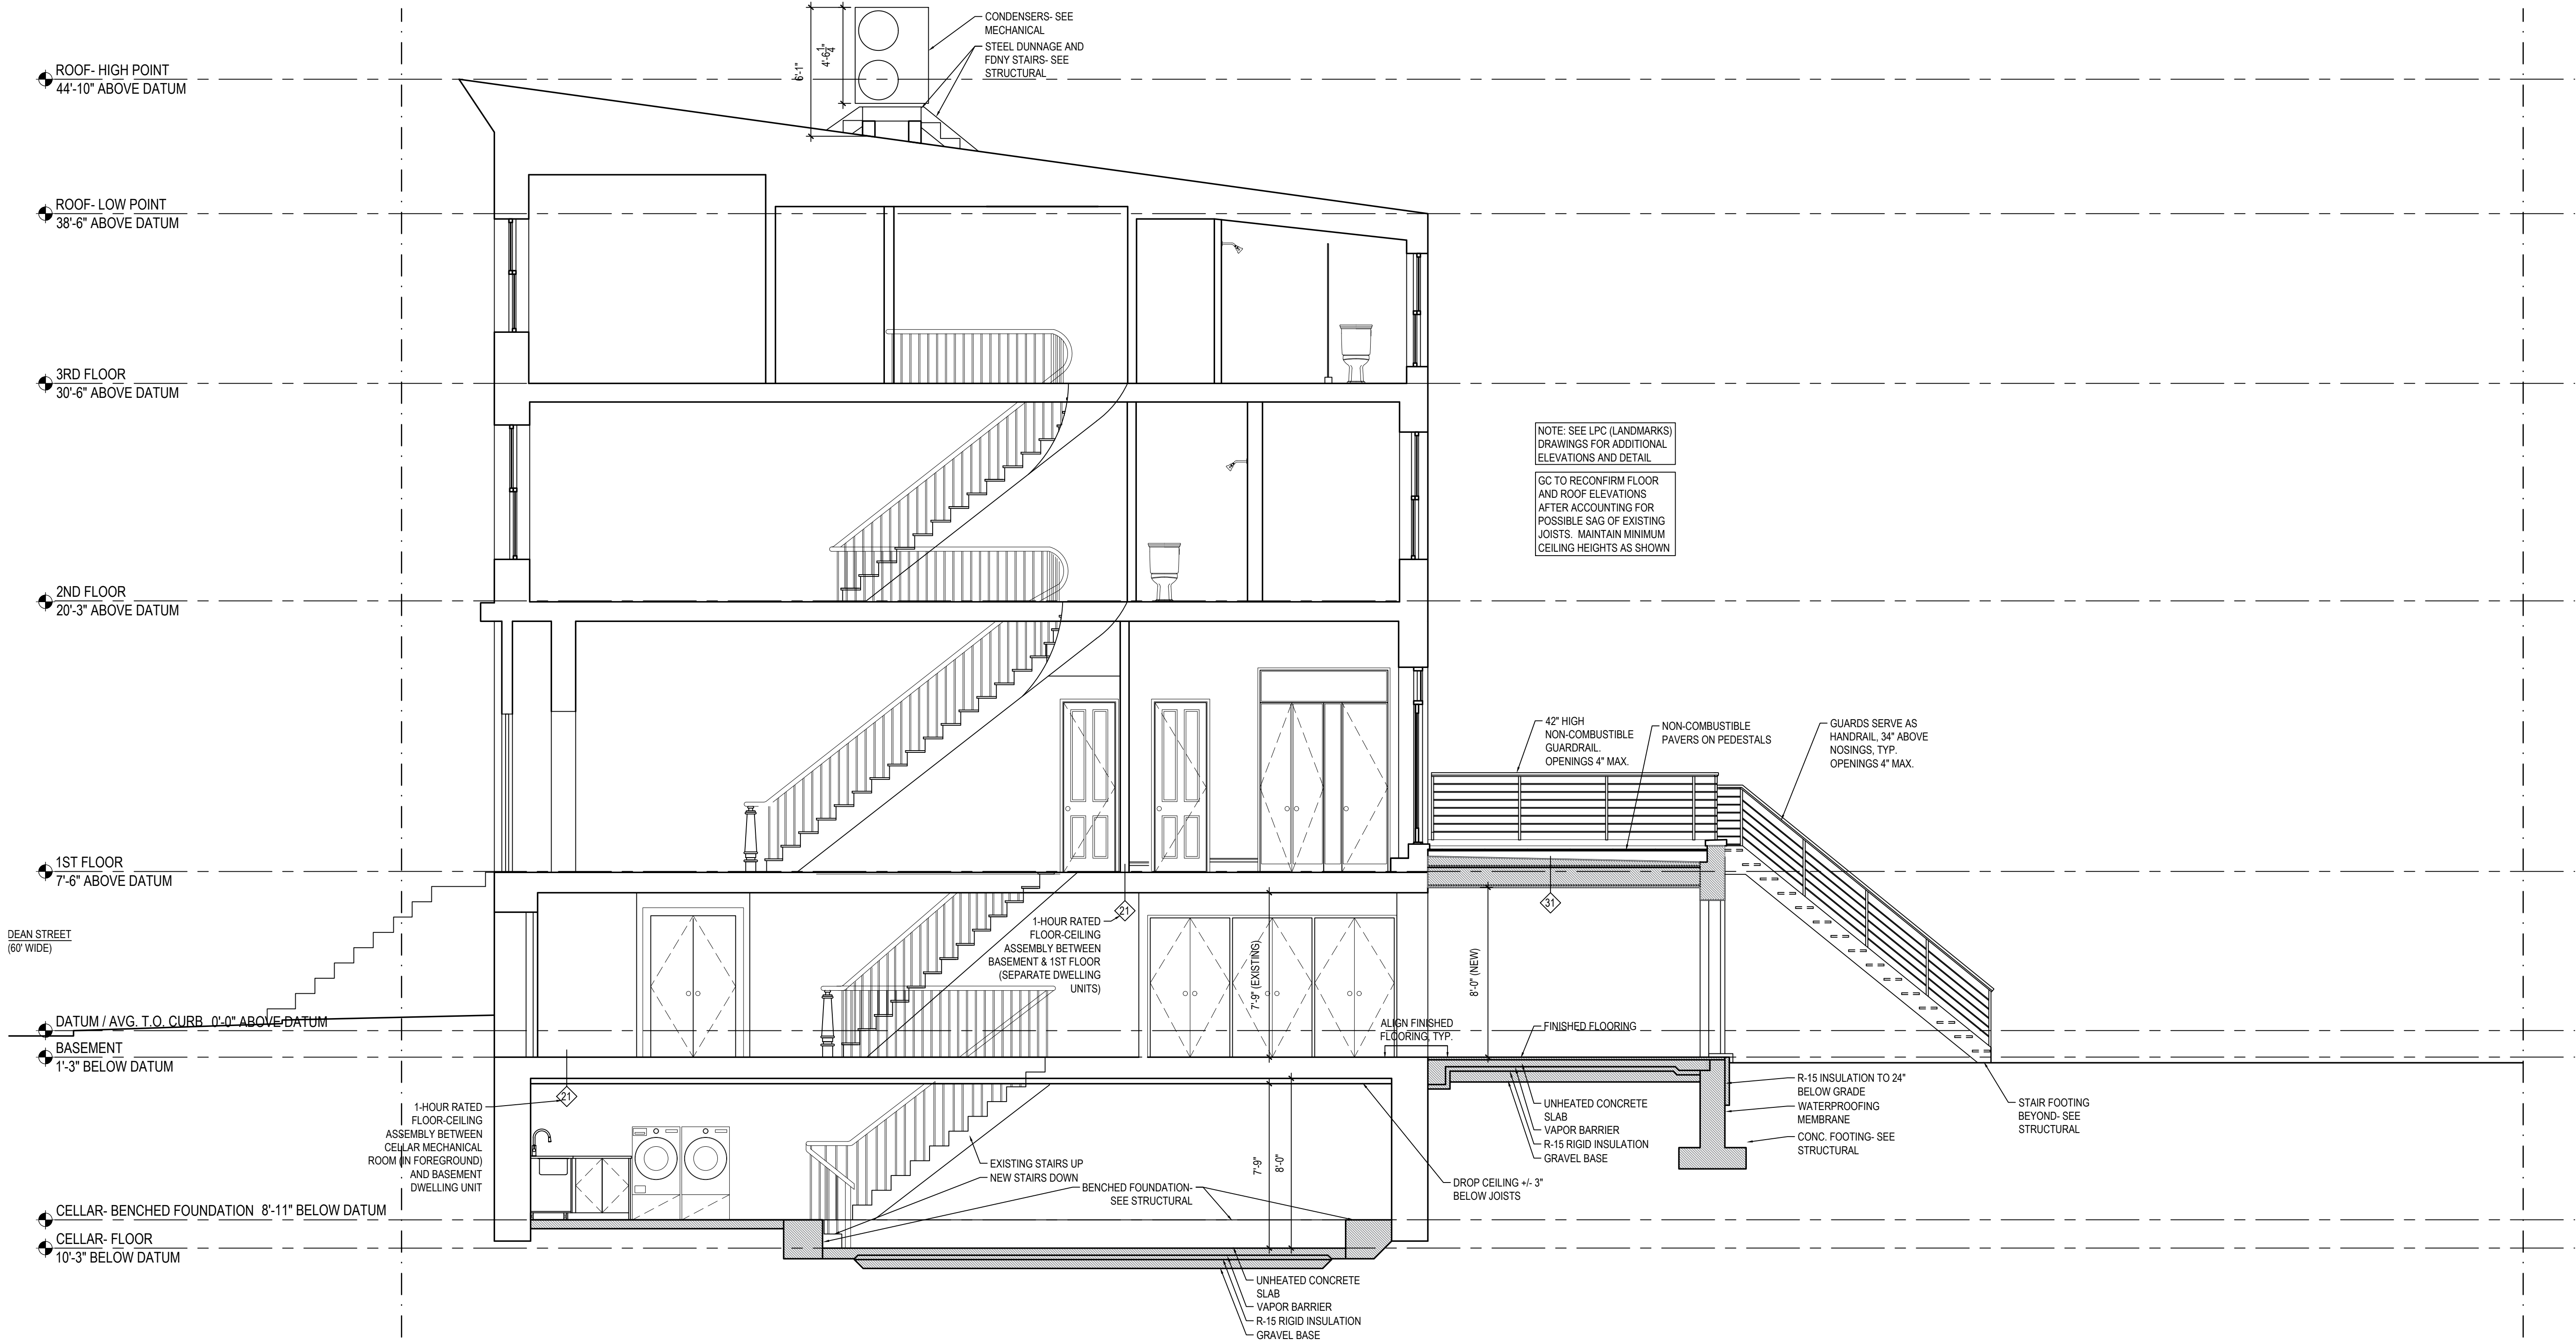 CONDENSERS- SEE
MECHANICAL
STEEL DUNNAGE AND
FDNY STAIRS- SEE
STRUCTURAL
6'-1"
4'-6 1/4"
ROOF- HIGH POINT
44'-10" ABOVE DATUM
ROOF- LOW POINT
38'-6" ABOVE DATUM
3RD FLOOR
30'-6" ABOVE DATUM
NOTE: SEE LPC (LANDMARKS)
DRAWINGS FOR ADDITIONAL
ELEVATIONS AND DETAIL
GC TO RECONFIRM FLOOR
AND ROOF ELEVATIONS
AFTER ACCOUNTING FOR
POSSIBLE SAG OF EXISTING
JOISTS. MAINTAIN MINIMUM
CEILING HEIGHTS AS SHOWN
2ND FLOOR
20'-3" ABOVE DATUM
42" HIGH
NON-COMBUSTIBLE
GUARDRAIL.
OPENINGS 4" MAX.
NON-COMBUSTIBLE
PAVERS ON PEDESTALS
GUARDS SERVE AS
HANDRAIL, 34" ABOVE
NOSINGS, TYP.
OPENINGS 4" MAX.
1ST FLOOR
7'-6" ABOVE DATUM
DEAN STREET
(60' WIDE)
21
1-HOUR RATED
FLOOR-CEILING
ASSEMBLY BETWEEN
BASEMENT & 1ST FLOOR
(SEPARATE DWELLING
UNITS)
31
7'-9" (EXISTING)
8'-0" (NEW)
DATUM / AVG. T.O. CURB 0'-0" ABOVE DATUM
BASEMENT
1'-3" BELOW DATUM
ALIGN FINISHED
FLOORING, TYP.
FINISHED FLOORING
21
1-HOUR RATED
FLOOR-CEILING
ASSEMBLY BETWEEN
CELLAR MECHANICAL
ROOM (IN FOREGROUND)
AND BASEMENT
DWELLING UNIT
EXISTING STAIRS UP
NEW STAIRS DOWN
BENCHED FOUNDATION-
SEE STRUCTURAL
7'-9"
8'-0"
DROP CEILING +/- 3"
BELOW JOISTS
UNHEATED CONCRETE
SLAB
VAPOR BARRIER
R-15 RIGID INSULATION
GRAVEL BASE
R-15 INSULATION TO 24"
BELOW GRADE
WATERPROOFING
MEMBRANE
CONC. FOOTING- SEE
STRUCTURAL
STAIR FOOTING
BEYOND- SEE
STRUCTURAL
CELLAR- BENCHED FOUNDATION 8'-11" BELOW DATUM
CELLAR- FLOOR
10'-3" BELOW DATUM
UNHEATED CONCRETE
SLAB
VAPOR BARRIER
R-15 RIGID INSULATION
GRAVEL BASE